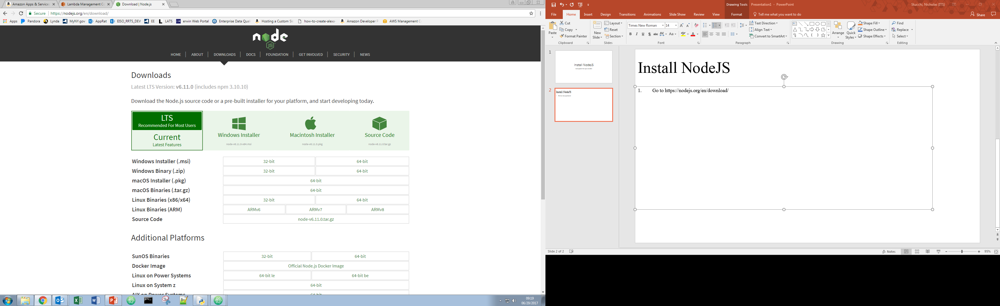 Amazon Apps & Services
Lambda Management Co
Download | Node.js
Secure
https://nodejs.org/en/download/
Apps
Pandora
Lynda
MyNY.gov
AppRat
EISO_RRTS_DEV
EE
LATS
erwin Web Portal
Enterprise Data Quali
Hosting a Custom Sk
how-to-create-alexa-
Amazon Developer P
AWS Management Co
node
JS
HOME
ABOUT
DOWNLOADS
DOCS
FOUNDATION
GET INVOLVED
SECURITY
NEWS
Downloads
Latest LTS Version: v6.11.0 (includes npm 3.10.10)
Download the Node.js source code or a pre-built installer for your platform, and start developing today.
LTS
Recommended For Most Users
Current
Latest Features
Windows Installer
node-v6.11.0-x64.msi
Macintosh Installer
node-v6.11.0.pkg
Source Code
node-v6.11.0.tar.gz
Windows Installer (.msi) 32-bit 64-bit
Windows Binary (.zip) 32-bit 64-bit
macOS Installer (.pkg) 64-bit
macOS Binaries (.tar.gz) 64-bit
Linux Binaries (x86/x64) 32-bit 64-bit
Linux Binaries (ARM) ARMv6 ARMv7 ARMv8
Source Code node-v6.11.0.tar.gz
Additional Platforms
SunOS Binaries 32-bit 64-bit
Docker Image Official Node.js Docker Image
Linux on Power Systems 64-bit le 64-bit be
Linux on System z 64-bit
AIX on Power Systems 64-bit
09:19
06/29/2017
Drawing Tools
Presentation1 - PowerPoint
Stucchi, Nicholas (ITS)
File
Home
Insert
Design
Transitions
Animations
Slide Show
Review
View
Format
Tell me what you want to do
Share
Paste
Cut
Copy
Format Painter
Clipboard
New
Slide
Layout
Reset
Section
Slides
Times New Roman
14
B I U S abc AV Aa A
Font
Text Direction
Align Text
Convert to SmartArt
Paragraph
Arrange
Quick
Styles
Shape Fill
Shape Outline
Shape Effects
Drawing
Find
Replace
Select
Editing
1
Install NodeJS
2
Install NodeJS
Install NodeJS
1. Go to https://nodejs.org/en/download/
Slide 2 of 2
Notes
95%